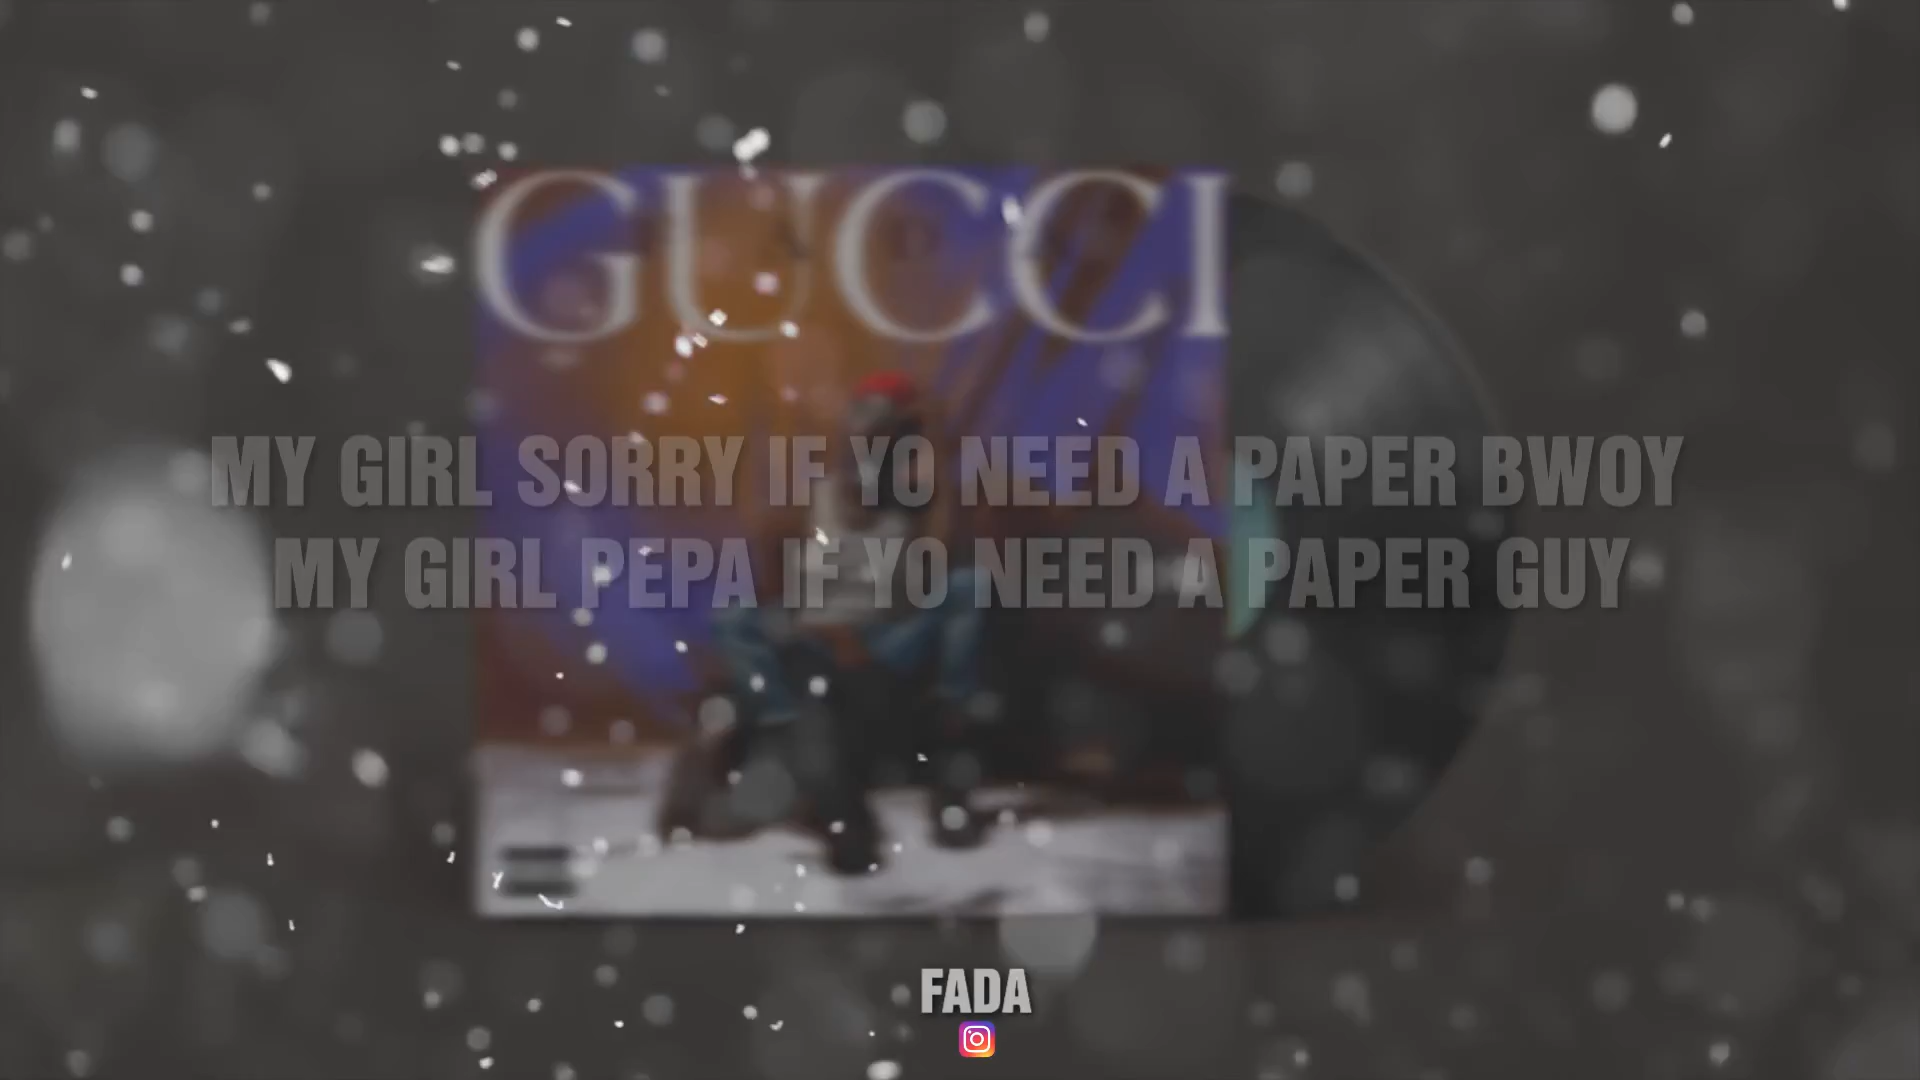 GUCCI
MY GIRL SORRY IF YO NEED A PAPER BWOY
MY GIRL PEPA IF YO NEED A PAPER GUY
FADA